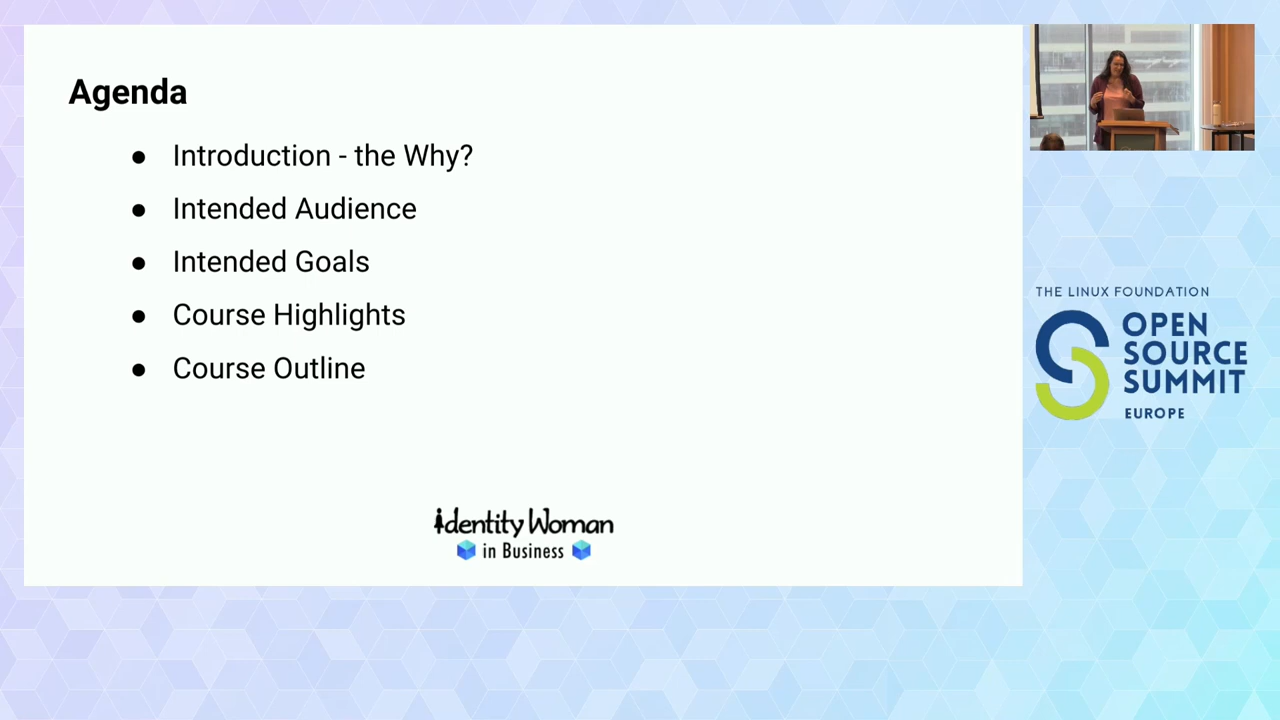 Agenda
● Introduction - the Why?
● Intended Audience
● Intended Goals
● Course Highlights
● Course Outline
Identity Woman
in Business
THE LINUX FOUNDATION
OPEN
SOURCE
SUMMIT
EUROPE